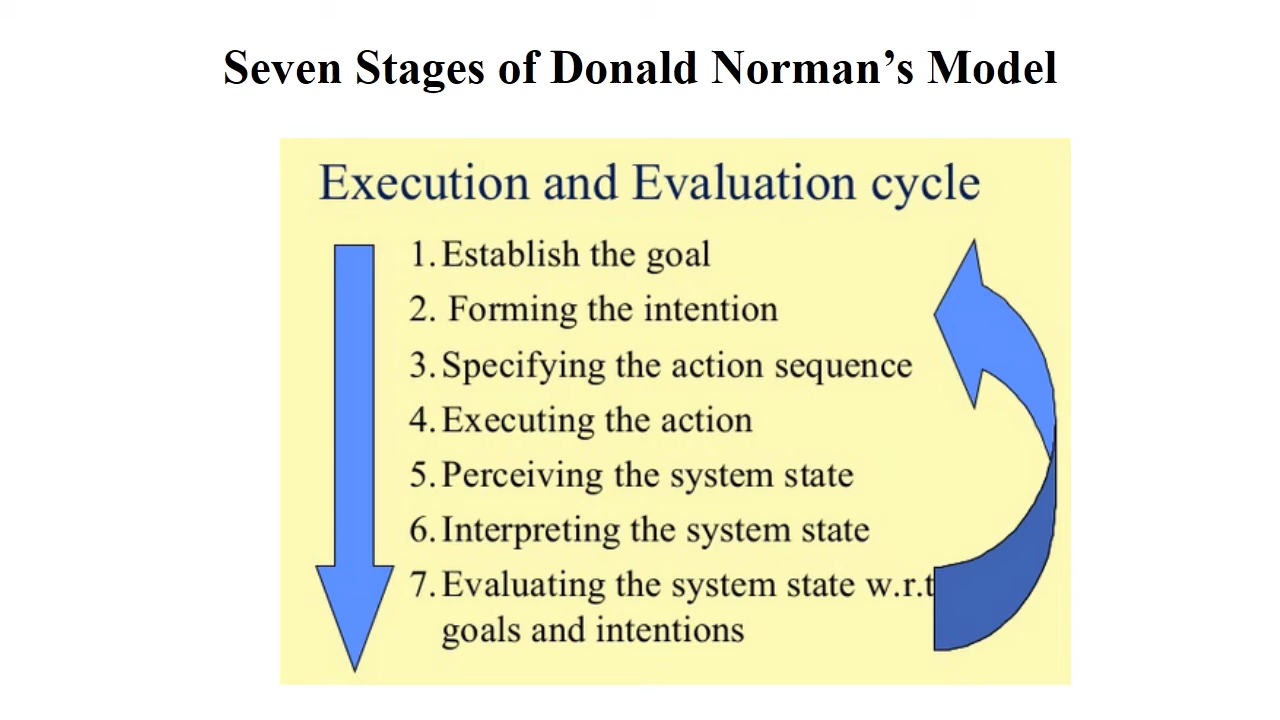 Seven Stages of Donald Norman’s Model
Execution and Evaluation cycle
1. Establish the goal
2. Forming the intention
3. Specifying the action sequence
4. Executing the action
5. Perceiving the system state
6. Interpreting the system state
7. Evaluating the system state w.r.t
goals and intentions